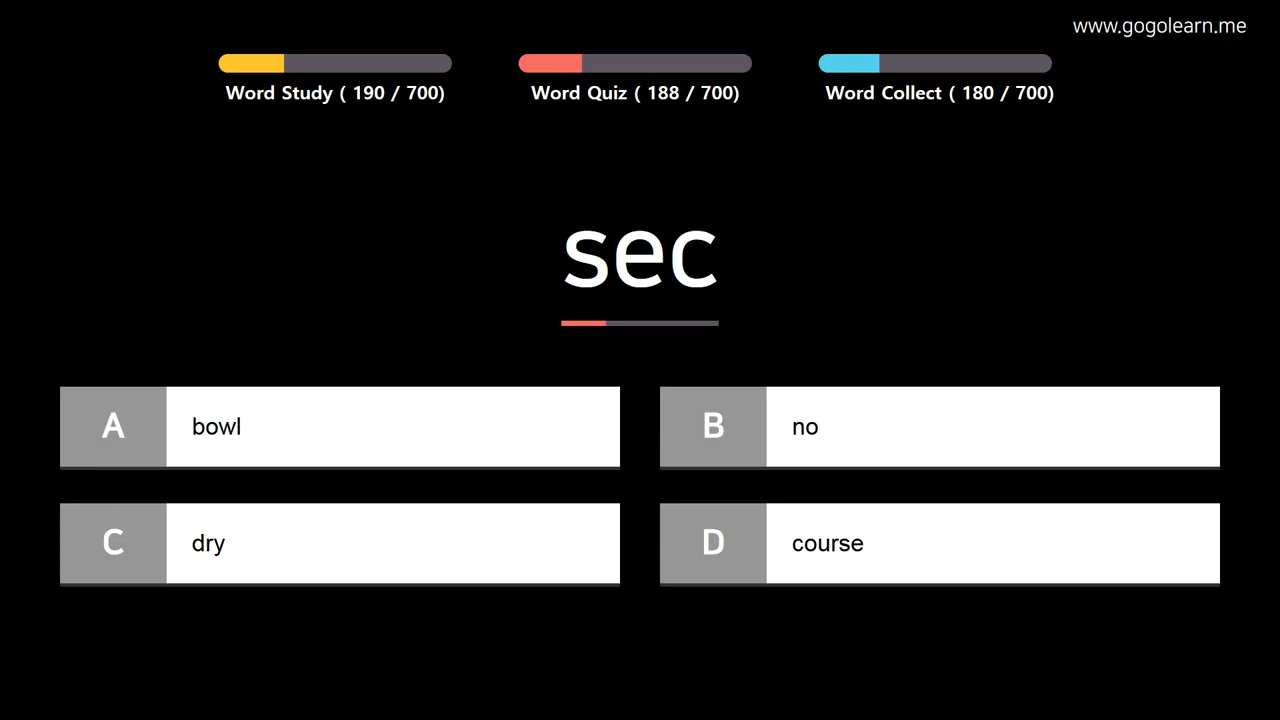 www.gogolearn.me
Word Study ( 190 / 700)
Word Quiz ( 188 / 700)
Word Collect ( 180 / 700)
sec
A bowl
B no
C dry
D course